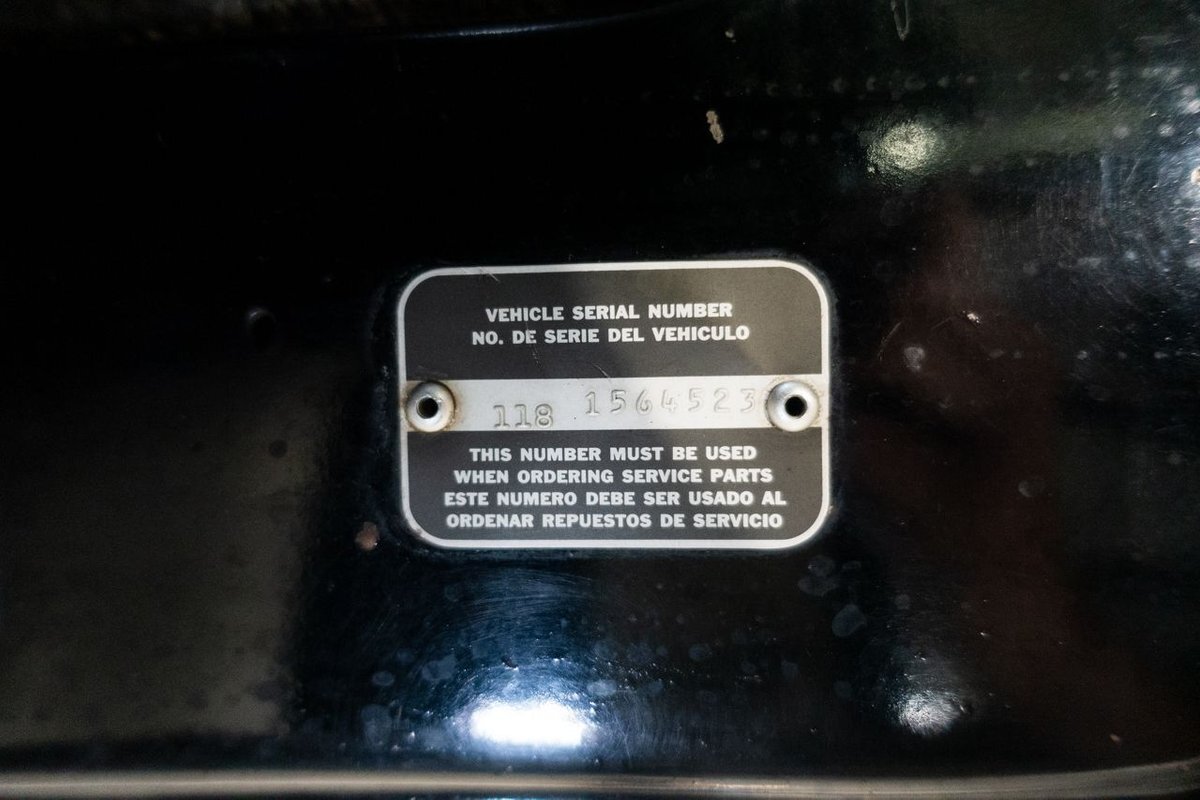 VEHICLE SERIAL NUMBER
NO. DE SERIE DEL VEHICULO
118 1564523
THIS NUMBER MUST BE USED
WHEN ORDERING SERVICE PARTS
ESTE NUMERO DEBE SER USADO AL
ORDENAR REPUESTOS DE SERVICIO